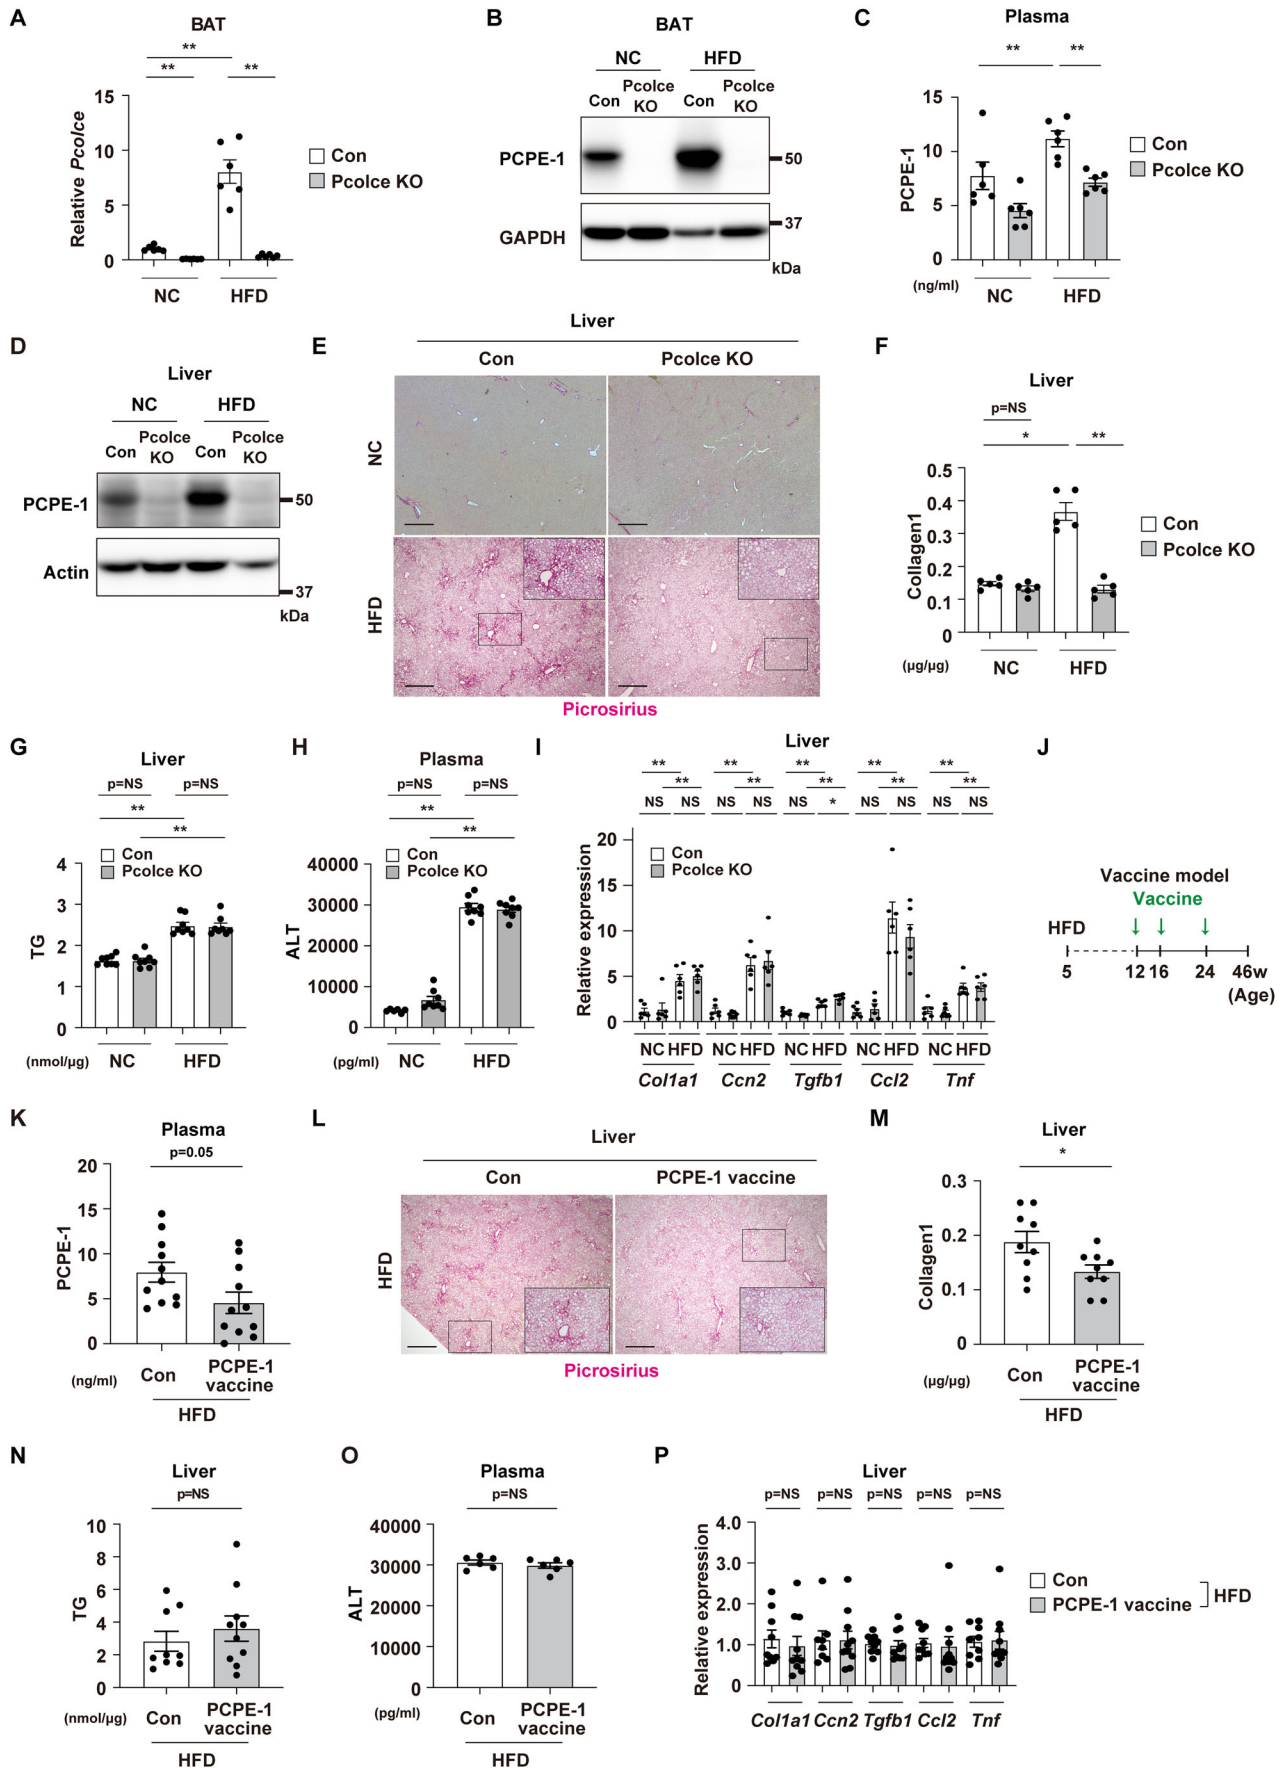 A
BAT
**
**
**
15
10
5
0
Relative Pcolce
NC
HFD
Con
Pcolce KO
B
BAT
NC
HFD
Con
Pcolce
KO
Con
Pcolce
KO
PCPE-1
50
GAPDH
37
kDa
C
Plasma
**
**
15
10
5
0
PCPE-1
(ng/ml)
NC
HFD
Con
Pcolce KO
D
Liver
NC
HFD
Con
Pcolce
KO
Con
Pcolce
KO
PCPE-1
50
Actin
37
kDa
E
Liver
Con
Pcolce KO
NC
HFD
Picrosirius
F
Liver
p=NS
*
**
0.5
0.4
0.3
0.2
0.1
0
Collagen1
(µg/µg)
NC
HFD
Con
Pcolce KO
G
Liver
p=NS
p=NS
**
**
Con
Pcolce KO
4
3
2
1
0
TG
(nmol/µg)
NC
HFD
H
Plasma
p=NS
p=NS
**
**
Con
Pcolce KO
40000
30000
20000
10000
0
ALT
(pg/ml)
NC
HFD
I
Liver
** ** ** ** **
** ** ** ** **
NS NS NS NS NS * NS NS NS NS
Con
Pcolce KO
20
15
10
5
0
Relative expression
NC HFD NC HFD NC HFD NC HFD NC HFD
Col1a1 Ccn2 Tgfb1 Ccl2 Tnf
J
Vaccine model
Vaccine
HFD
↓ ↓ ↓
5 12 16 24 46w
(Age)
K
Plasma
p=0.05
20
15
10
5
0
PCPE-1
(ng/ml)
Con
PCPE-1
vaccine
HFD
L
Liver
Con
PCPE-1 vaccine
HFD
Picrosirius
M
Liver
*
0.3
0.2
0.1
0
Collagen1
(µg/µg)
Con
PCPE-1
vaccine
HFD
N
Liver
p=NS
10
8
6
4
2
0
TG
(nmol/µg)
Con
PCPE-1
vaccine
HFD
O
Plasma
p=NS
40000
30000
20000
10000
0
ALT
(pg/ml)
Con
PCPE-1
vaccine
HFD
P
Liver
p=NS p=NS p=NS p=NS p=NS
4.0
3.0
2.0
1.0
0
Relative expression
Col1a1 Ccn2 Tgfb1 Ccl2 Tnf
Con
PCPE-1 vaccine
HFD